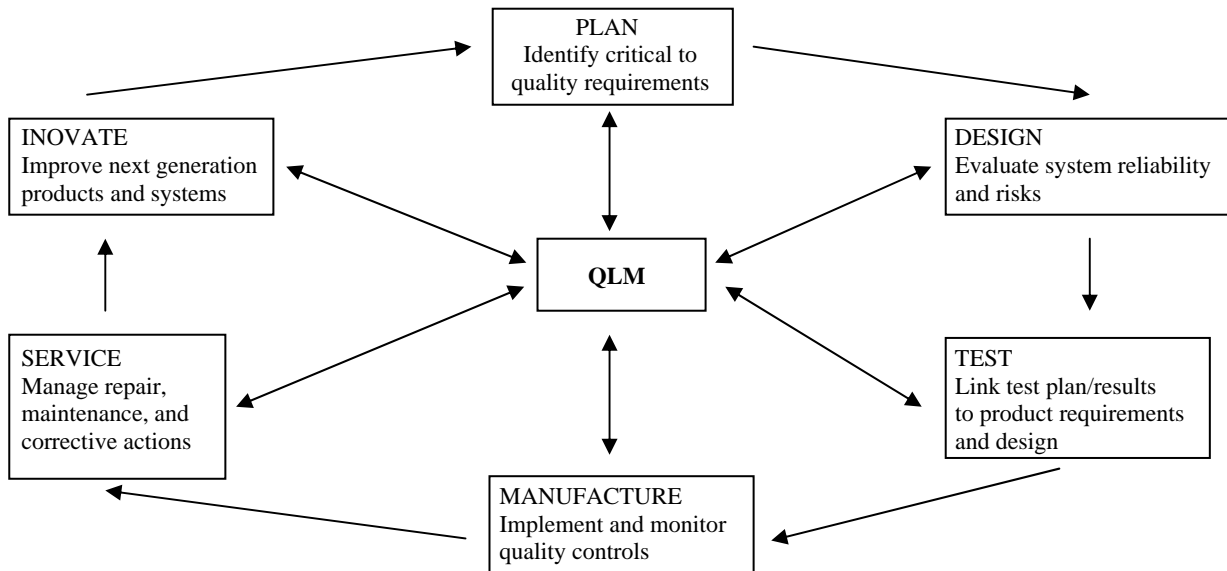 PLAN
Identify critical to
quality requirements
INOVATE
Improve next generation
products and systems
DESIGN
Evaluate system reliability
and risks
QLM
SERVICE
Manage repair,
maintenance, and
corrective actions
TEST
Link test plan/results
to product requirements
and design
MANUFACTURE
Implement and monitor
quality controls